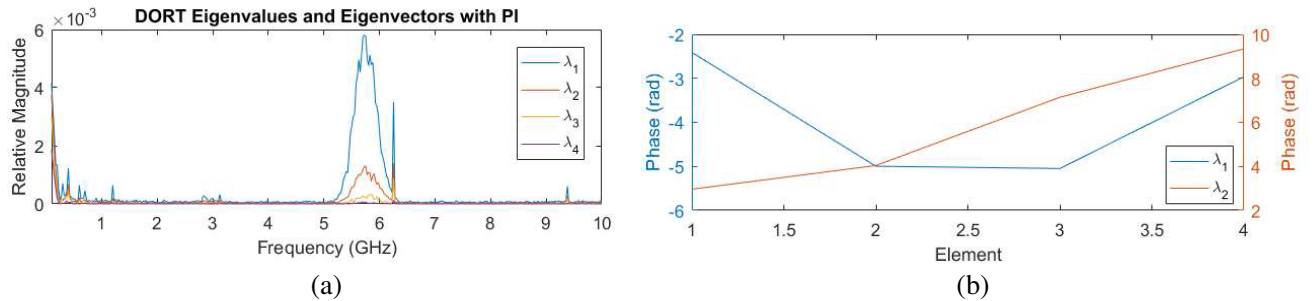 DORT Eigenvalues and Eigenvectors with PI
×10⁻³
6
4
2
0
Relative Magnitude
λ₁
λ₂
λ₃
λ₄
1 2 3 4 5 6 7 8 9 10
Frequency (GHz)
(a)
-2
-3
-4
-5
-6
Phase (rad)
10
8
6
4
2
Phase (rad)
λ₁
λ₂
1 1.5 2 2.5 3 3.5 4
Element
(b)